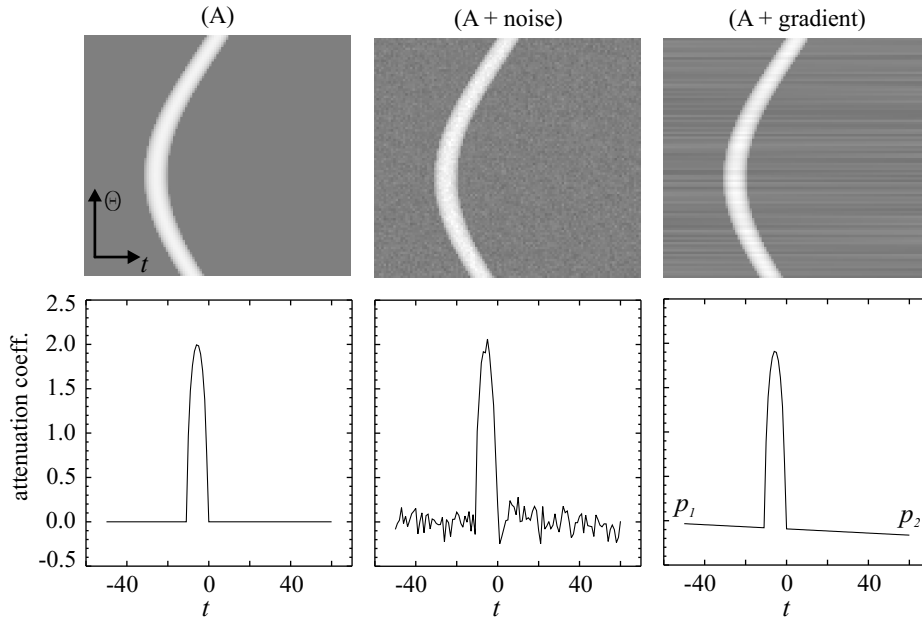 (A) (A + noise) (A + gradient)
Θ
t
attenuation coeff.
2.5
2.0
1.5
1.0
0.5
0.0
-0.5
p₁ p₂
-40 0 40 -40 0 40 -40 0 40
t t t